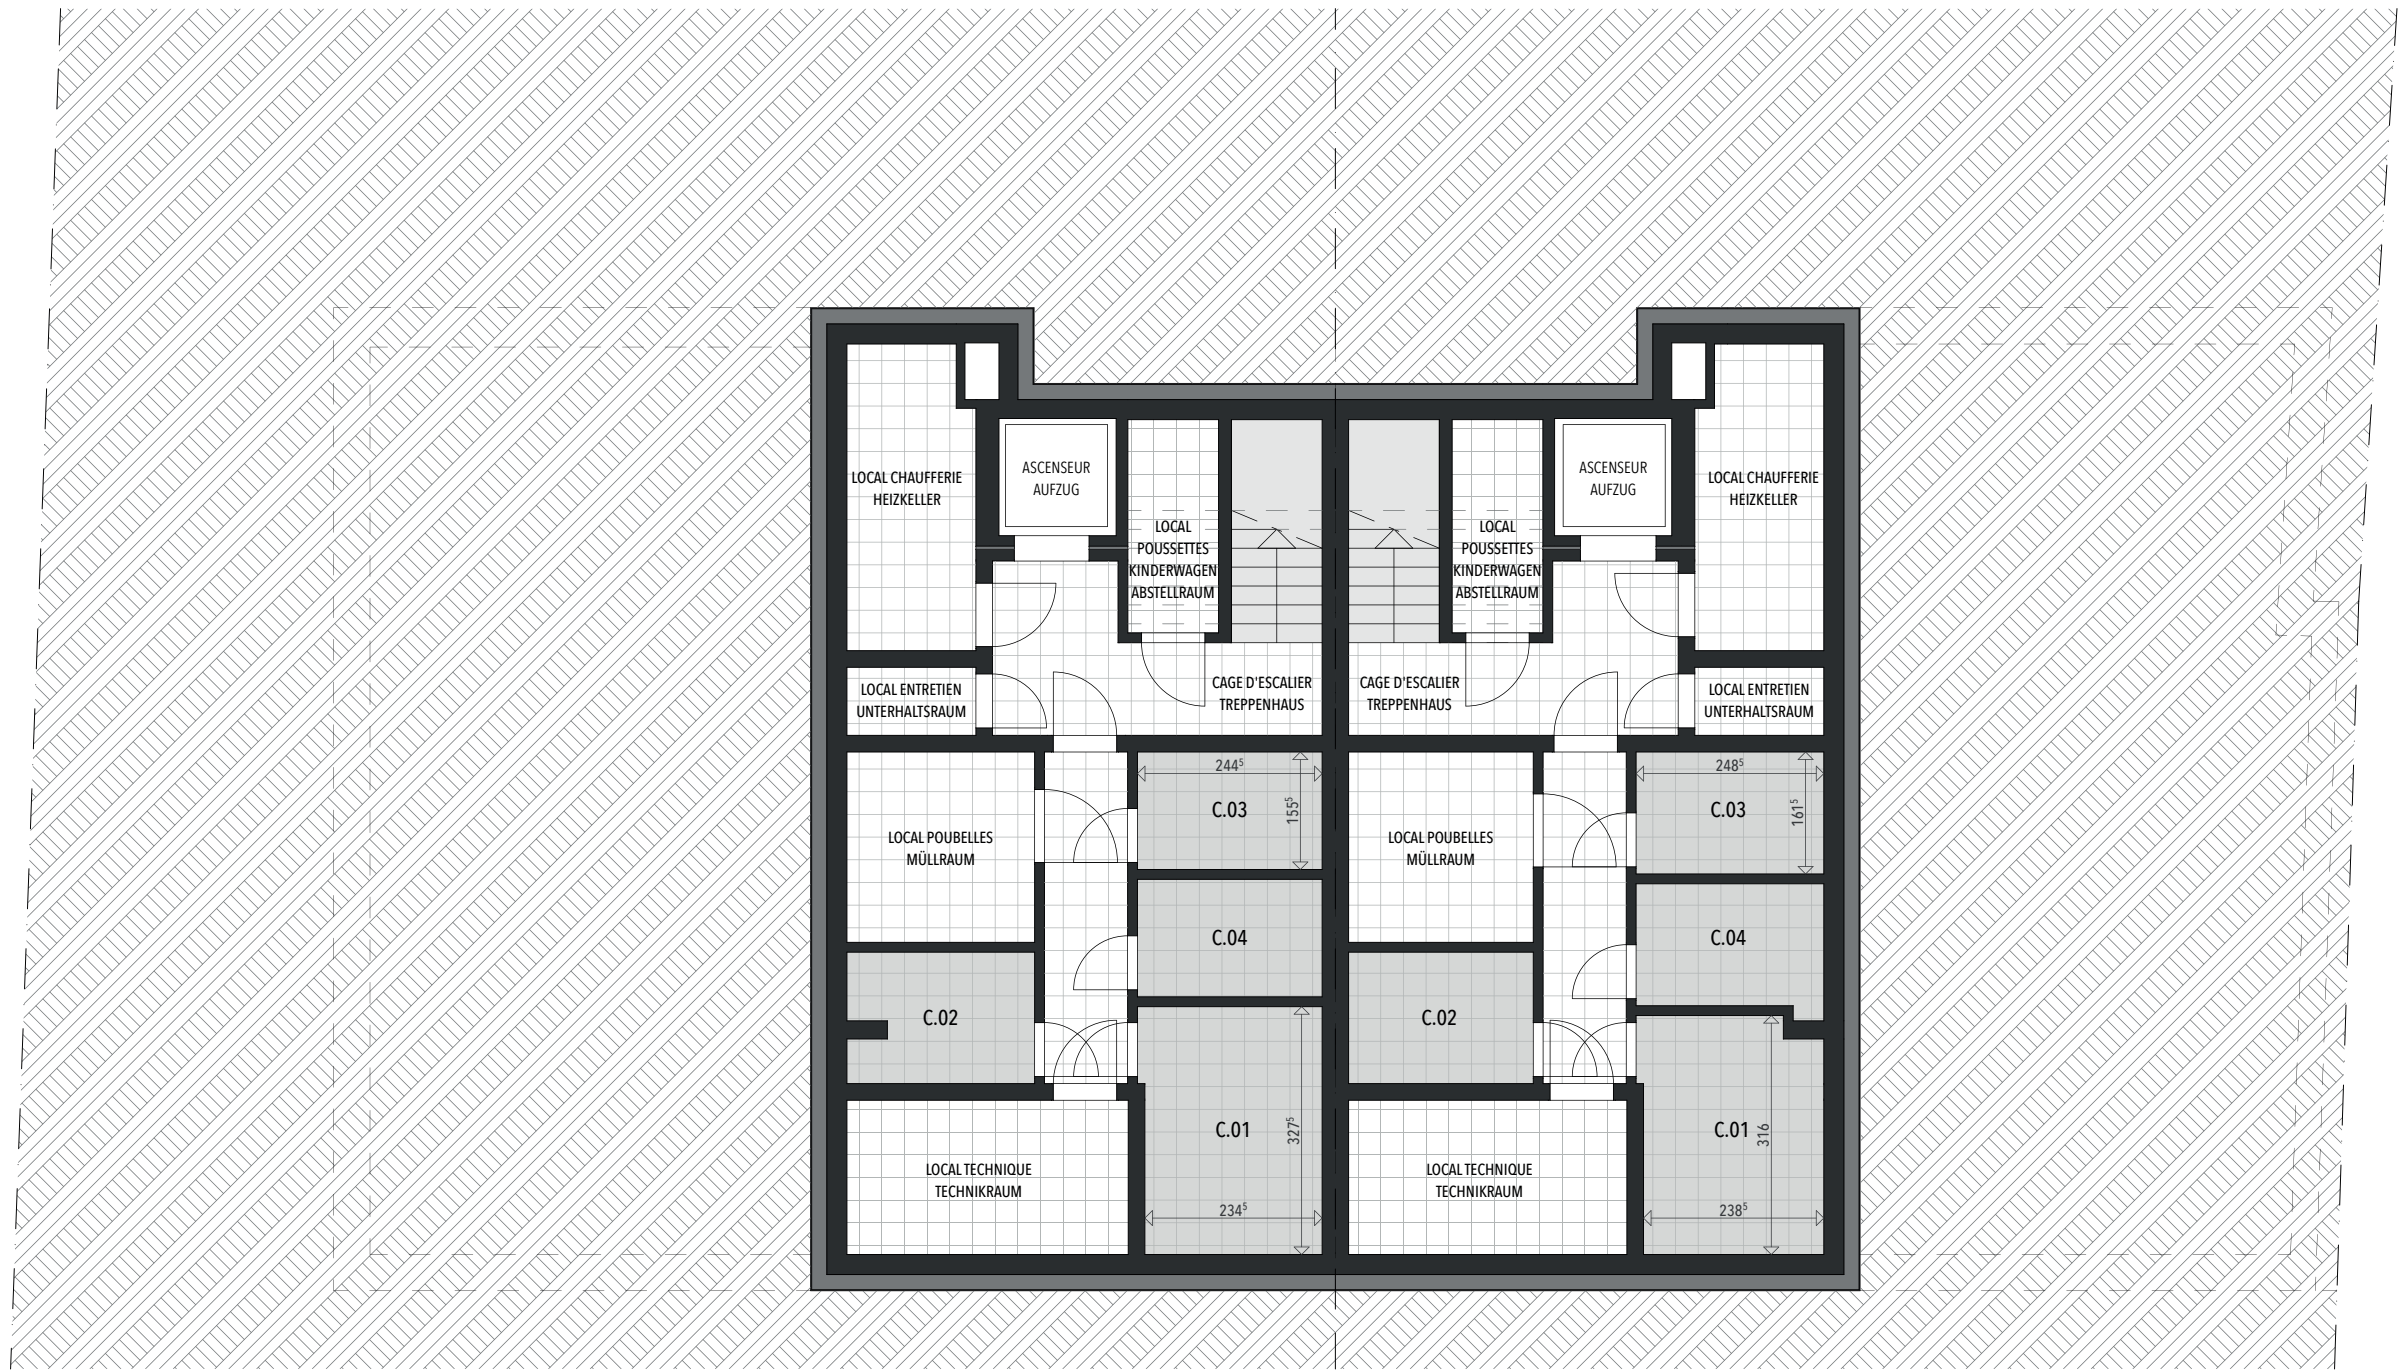 LOCAL CHAUFFERIE
HEIZKELLER
ASCENSEUR
AUFZUG
LOCAL
POUSSETTES
KINDERWAGEN
ABSTELLRAUM
LOCAL
POUSSETTES
KINDERWAGEN
ABSTELLRAUM
ASCENSEUR
AUFZUG
LOCAL CHAUFFERIE
HEIZKELLER
LOCAL ENTRETIEN
UNTERHALTSRAUM
CAGE D'ESCALIER
TREPPENHAUS
CAGE D'ESCALIER
TREPPENHAUS
LOCAL ENTRETIEN
UNTERHALTSRAUM
LOCAL POUBELLES
MÜLLRAUM
244⁵
C.03
155⁵
LOCAL POUBELLES
MÜLLRAUM
248⁵
C.03
161⁵
C.04
C.04
C.02
C.02
C.01
327⁵
234⁵
C.01
316
238⁵
LOCAL TECHNIQUE
TECHNIKRAUM
LOCAL TECHNIQUE
TECHNIKRAUM